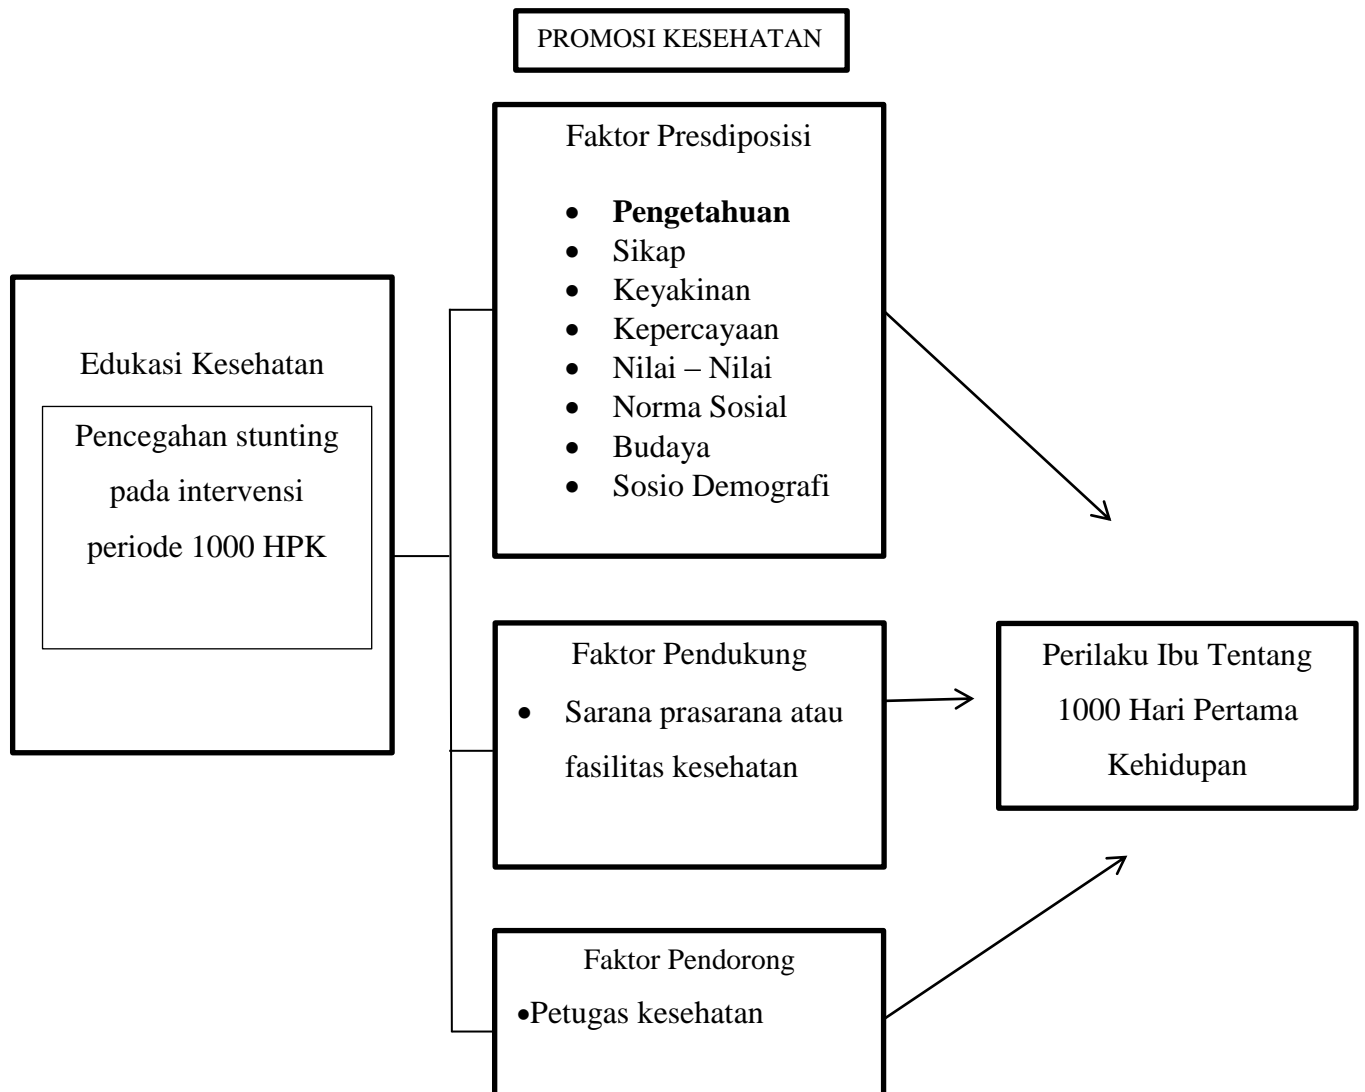 PROMOSI KESEHATAN
Faktor Presdiposisi
• Pengetahuan
• Sikap
• Keyakinan
• Kepercayaan
• Nilai – Nilai
• Norma Sosial
• Budaya
• Sosio Demografi
Edukasi Kesehatan
Pencegahan stunting
pada intervensi
periode 1000 HPK
Faktor Pendukung
• Sarana prasarana atau
fasilitas kesehatan
Faktor Pendorong
•Petugas kesehatan
Perilaku Ibu Tentang
1000 Hari Pertama
Kehidupan